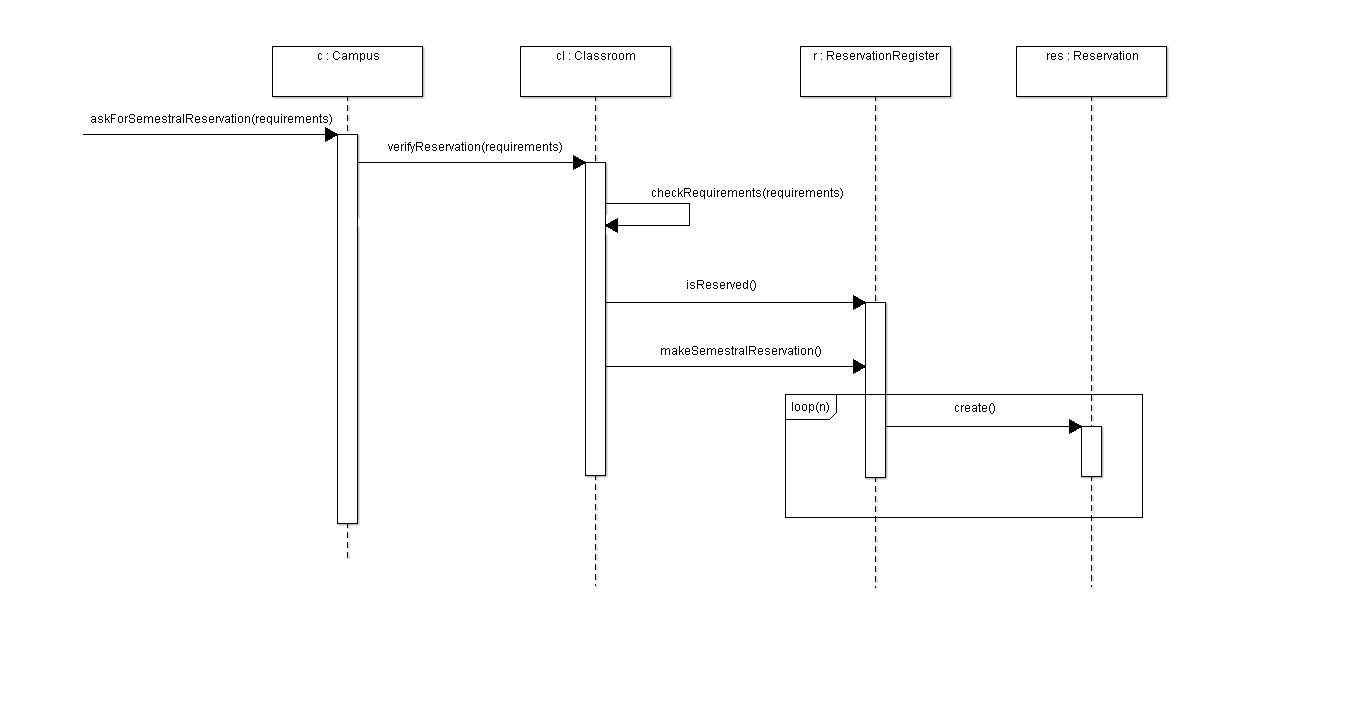 c : Campus
cl : Classroom
r : ReservationRegister
res : Reservation
askForSemestralReservation(requirements)
verifyReservation(requirements)
checkRequirements(requirements)
isReserved()
makeSemestralReservation()
loop(n)
create()